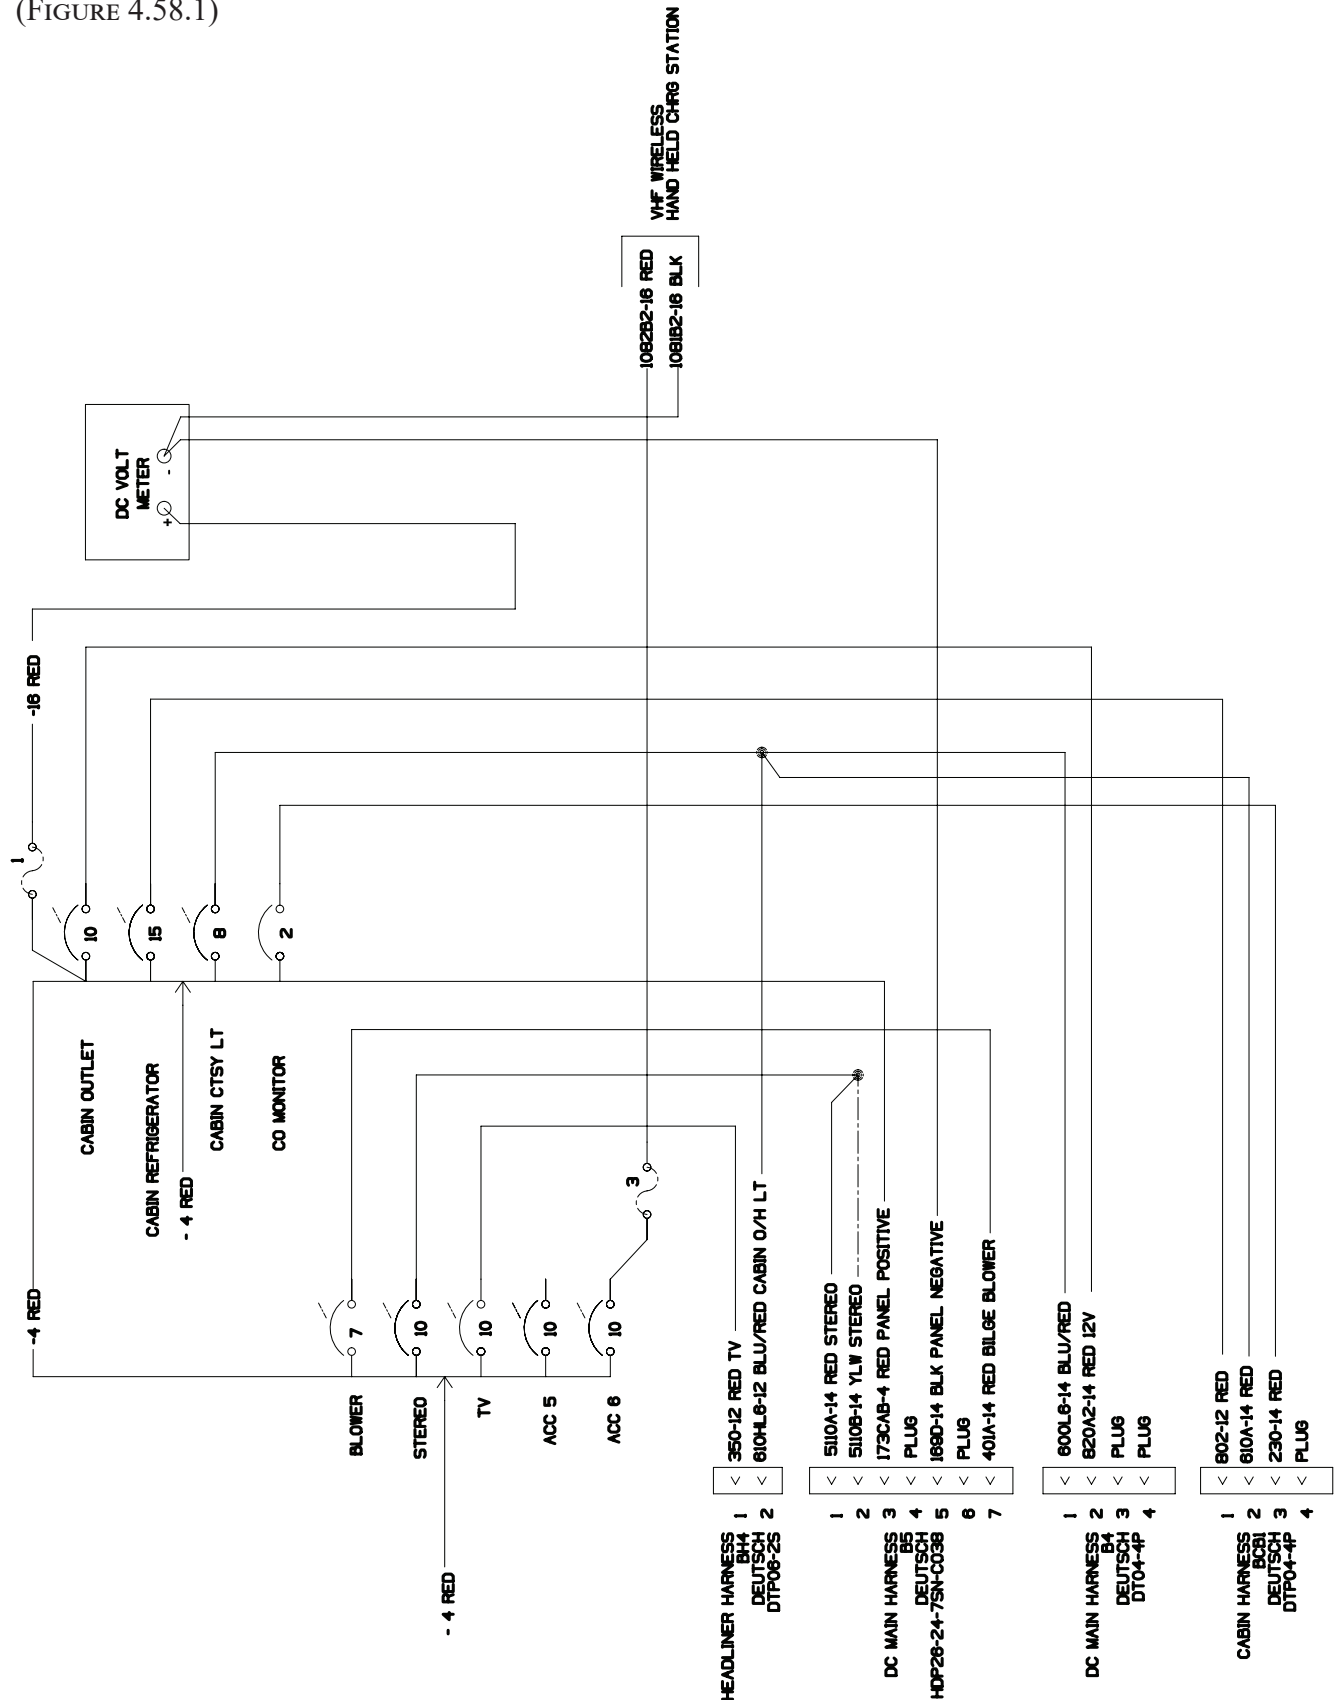 (FIGURE 4.58.1)
VHF WIRELESS
HAND HELD CHRG STATION
1082B2-16 RED
1081B2-16 BLK
DC VOLT
METER
-
+
-16 RED
1
10
15
8
2
CABIN OUTLET
CABIN REFRIGERATOR
CABIN CTSY LT
CO MONITOR
- 4 RED
-4 RED
3
7
10
10
10
10
BLOWER
STEREO
TV
ACC 5
ACC 6
- 4 RED
350-12 RED TV
610HL6-12 BLU/RED CABIN O/H LT
1
2
HEADLINER HARNESS
BH4
DEUTSCH
DTP06-2S
5110A-14 RED STEREO
5110B-14 YLW STEREO
173CAB-4 RED PANEL POSITIVE
PLUG
169D-14 BLK PANEL NEGATIVE
PLUG
401A-14 RED BILGE BLOWER
1
2
3
4
5
6
7
DC MAIN HARNESS
B5
DEUTSCH
HDP26-24-7SN-C038
600L6-14 BLU/RED
820A2-14 RED 12V
PLUG
PLUG
1
2
3
4
DC MAIN HARNESS
B4
DEUTSCH
DT04-4P
802-12 RED
610A-14 RED
230-14 RED
PLUG
1
2
3
4
CABIN HARNESS
BCB1
DEUTSCH
DTP04-4P